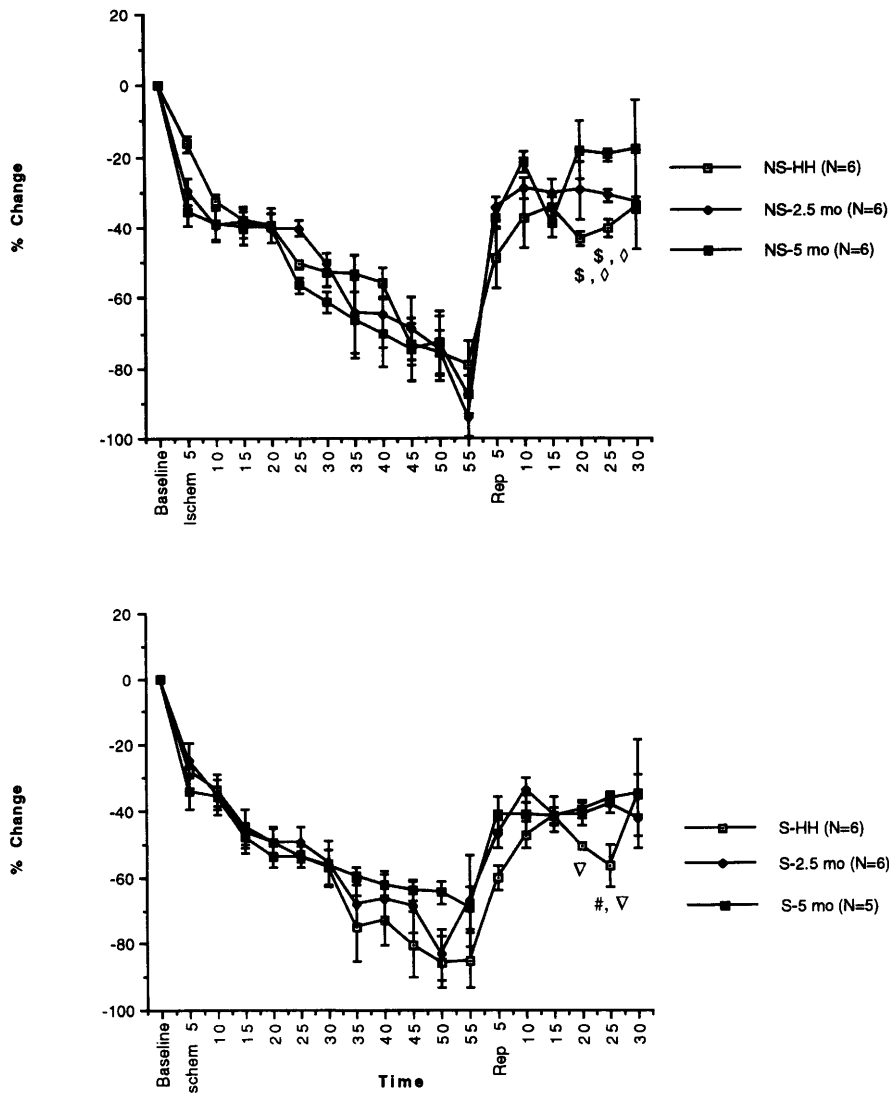 20
0
-20
-40
-60
-80
-100
% Change
$ , ◊
$ , ◊
NS-HH (N=6)
NS-2.5 mo (N=6)
NS-5 mo (N=6)
Baseline
Ischem 5
10
15
20
25
30
35
40
45
50
55
Rep 5
10
15
20
25
30
20
0
-20
-40
-60
-80
-100
% Change
∇
#, ∇
S-HH (N=6)
S-2.5 mo (N=6)
S-5 mo (N=5)
Baseline
schem 5
10
15
20
25
30
35
40
45
50
55
Rep 5
10
15
20
25
30
Time